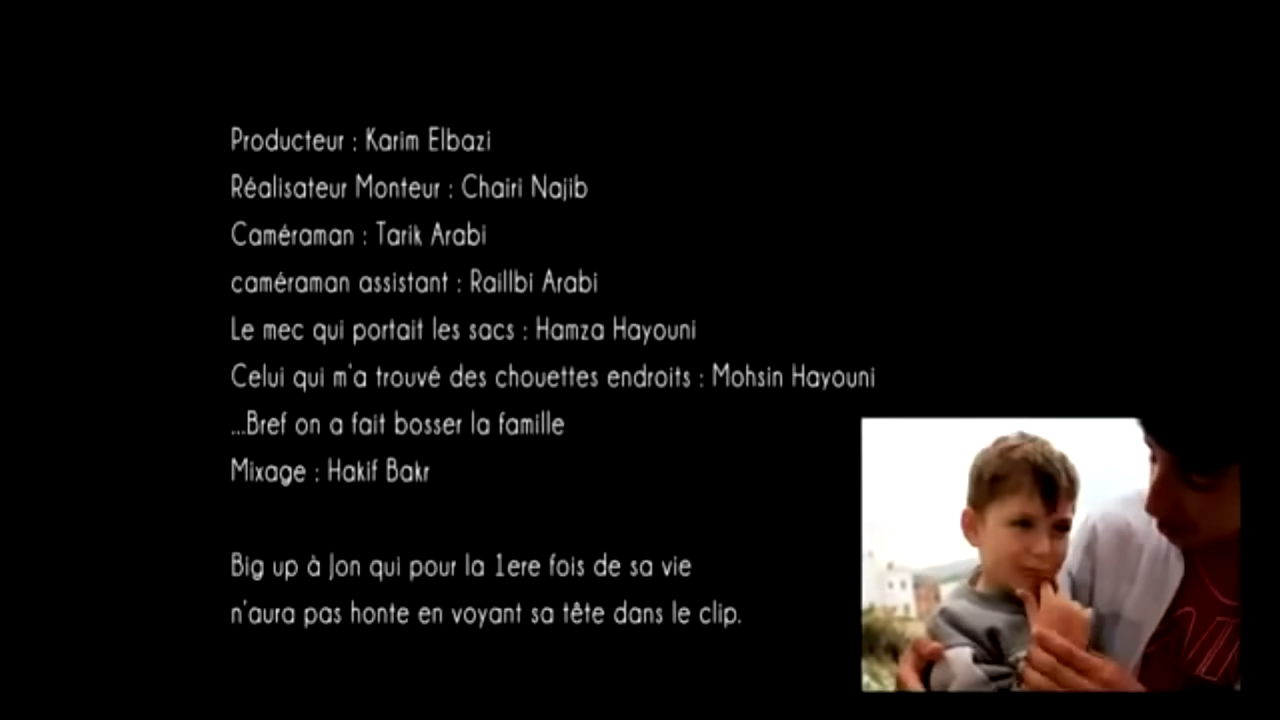 Producteur : Karim Elbazi
Réalisateur Monteur : Chairi Najib
Caméraman : Tarik Arabi
caméraman assistant : Raillbi Arabi
Le mec qui portait les sacs : Hamza Hayouni
Celui qui m'a trouvé des chouettes endroits : Mohsin Hayouni
...Bref on a fait bosser la famille
Mixage : Hakif Bakr
Big up à Jon qui pour la 1ere fois de sa vie
n'aura pas honte en voyant sa tête dans le clip.